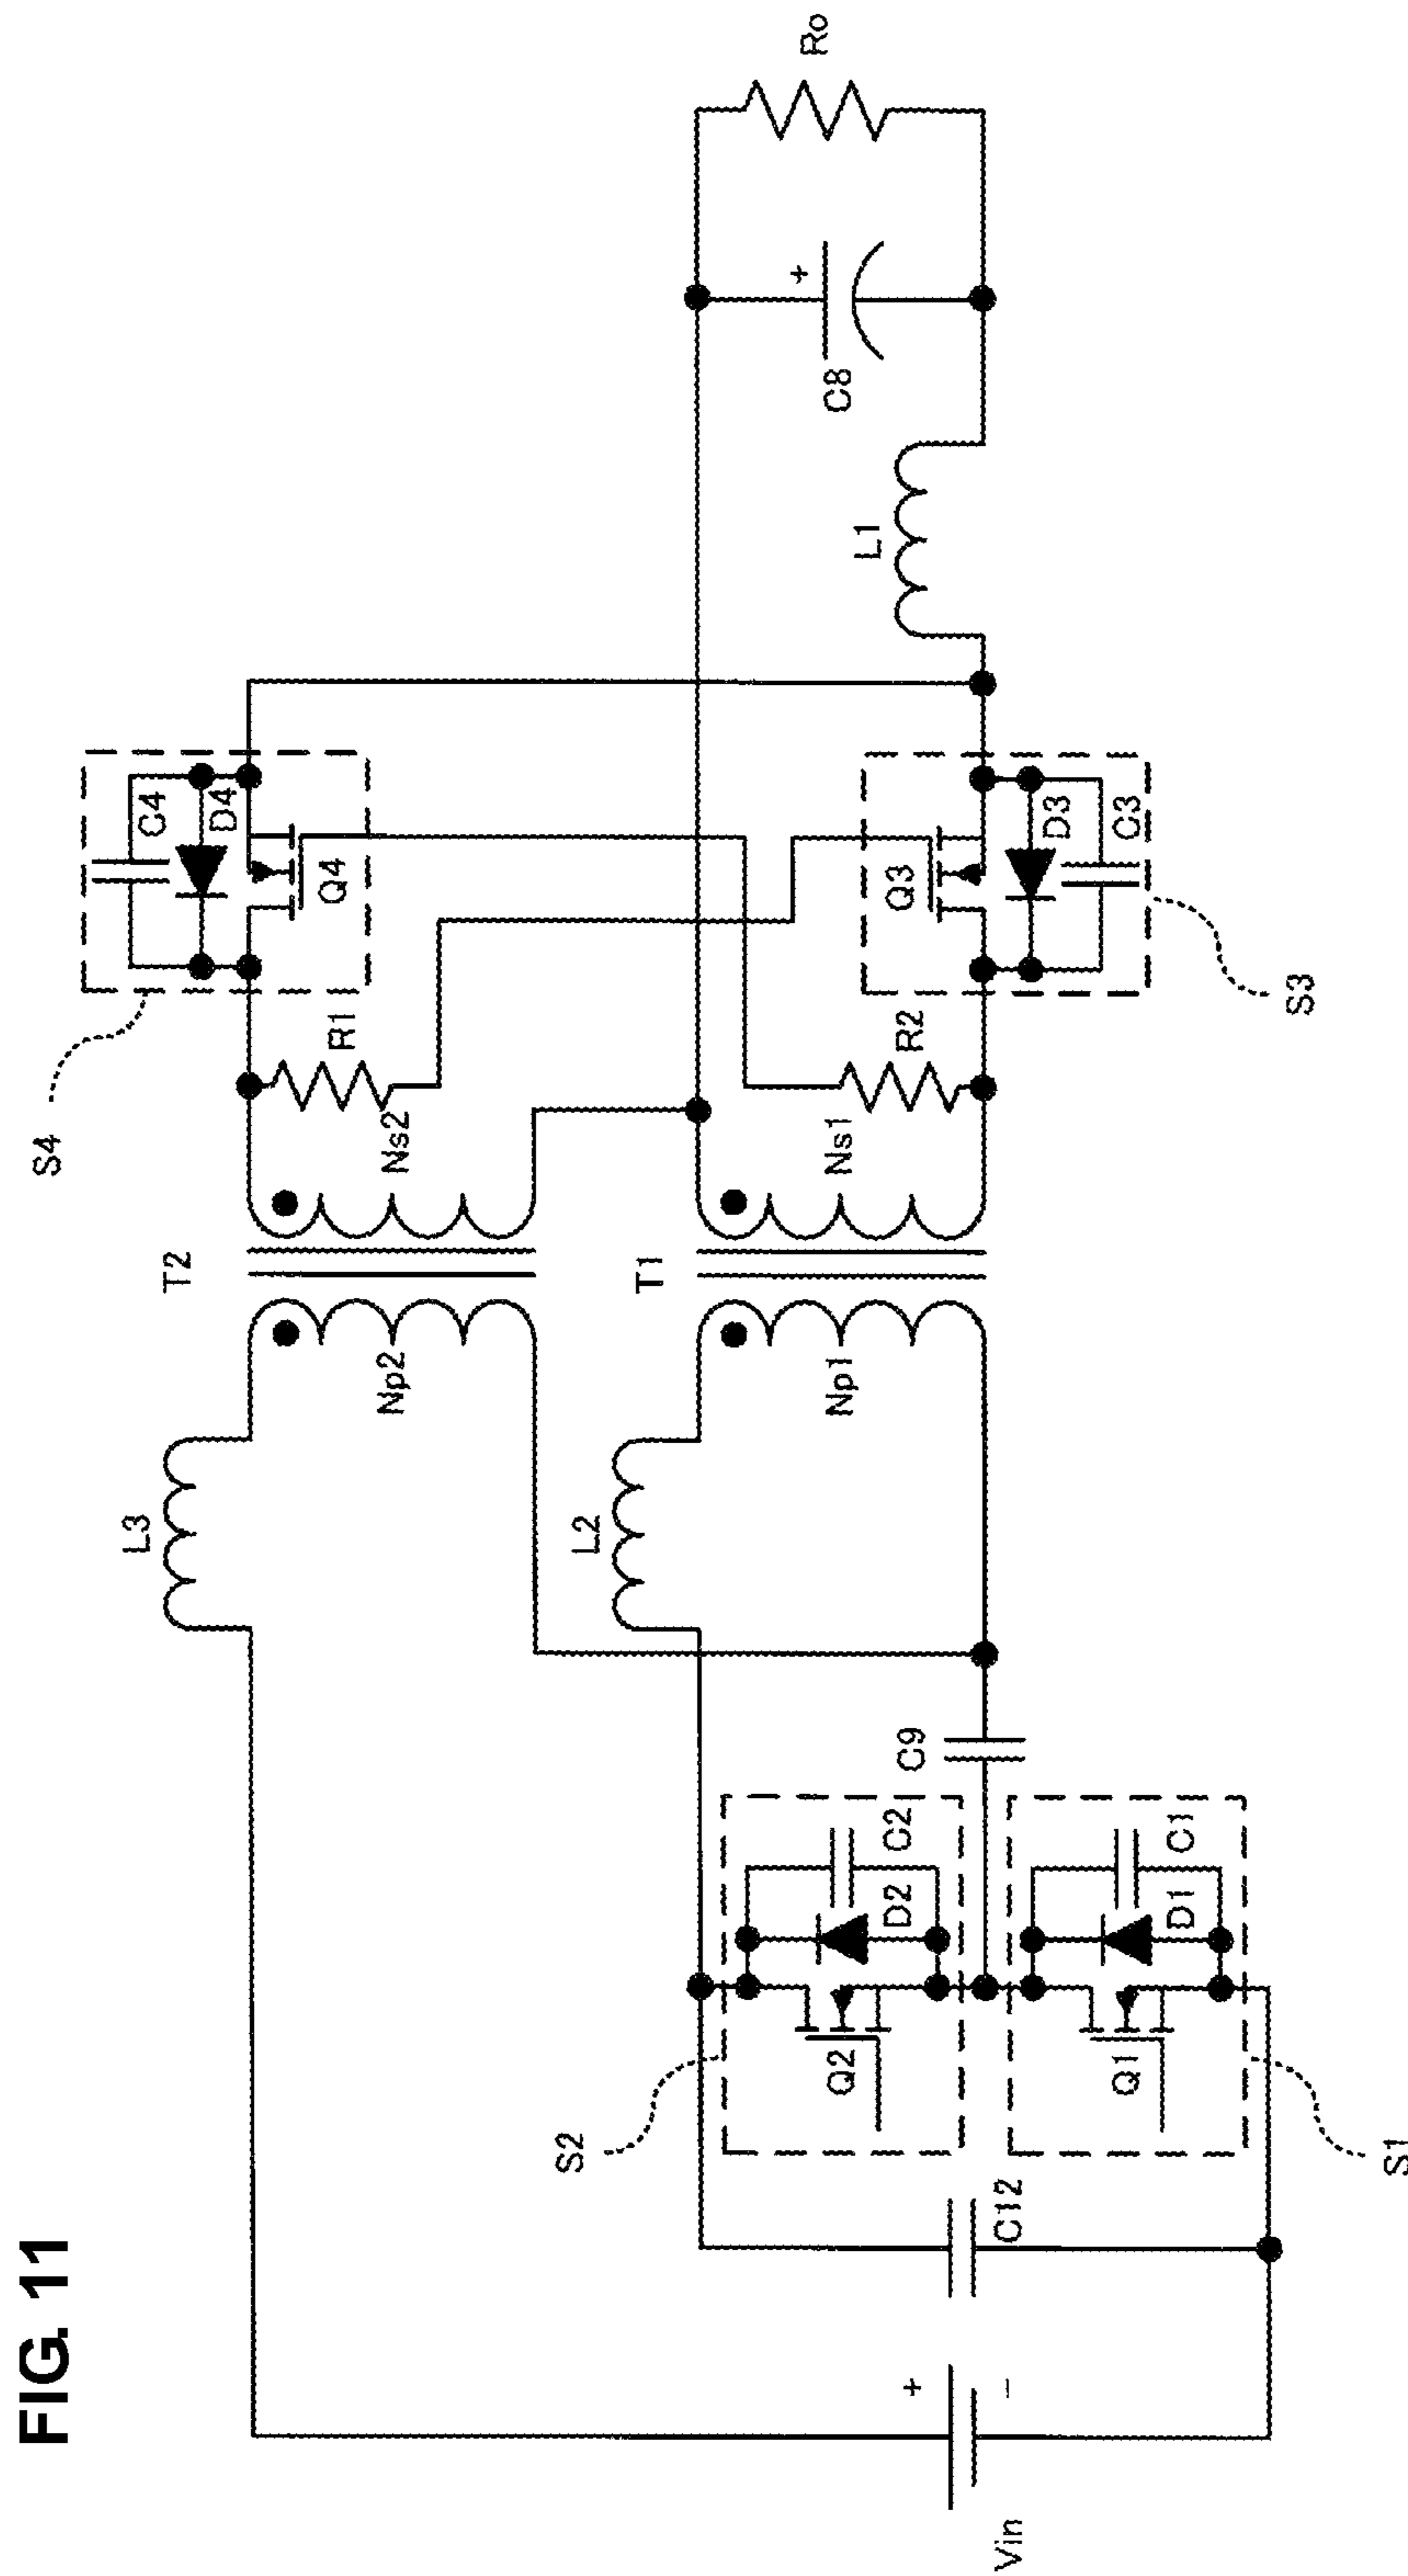 FIG. 11
Vin
+
−
C12
S2
S1
Q2
D2
C2
Q1
D1
C1
C9
L3
L2
Np2
Np1
T2
T1
Ns2
Ns1
R1
R2
S4
S3
C4
D4
Q4
Q3
D3
C3
L1
C8
+
Ro